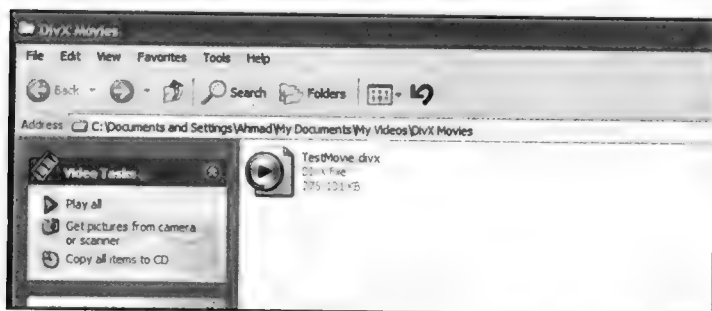 DivX Movies
File Edit View Favorites Tools Help
Back Search Folders
Address C:\Documents and Settings\Ahmad\My Documents\My Videos\DivX Movies
Video Tasks
Play all
Get pictures from camera
or scanner
Copy all items to CD
TestMovie.divx
DivX File